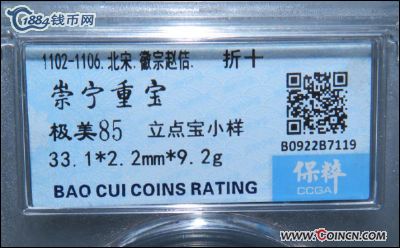 1884钱币网
1102-1106.北宋.徽宗赵佶. 折十
崇宁重宝
极美85 立点宝小样
33.1*2.2mm*9.2g
B0922B7119
保粹
CCGA
BAO CUI COINS RATING
www.COINCN.com